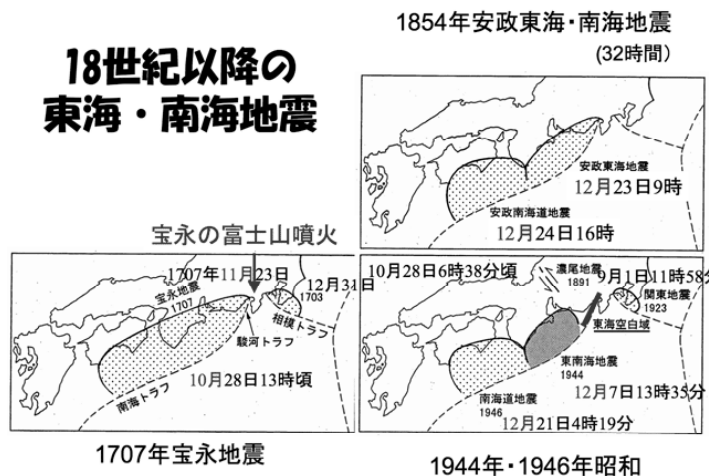 18世紀以降の
東海・南海地震
1854年安政東海・南海地震
(32時間)
安政東海地震
12月23日9時
安政南海道地震
12月24日16時
宝永の富士山噴火
1707年11月23日
12月31日
1703
宝永地震
1707
相模トラフ
駿河トラフ
10月28日13時頃
南海トラフ
1707年宝永地震
10月28日6時38分頃
濃尾地震
1891
9月1日11時58分
関東地震
1923
東海空白域
東南海地震
1944
12月7日13時35分
南海道地震
1946
12月21日4時19分
1944年・1946年昭和